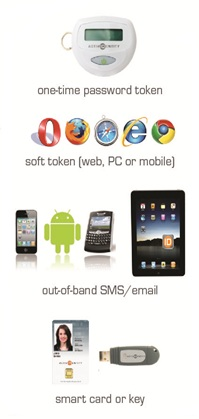 one-time password token
soft token (web, PC or mobile)
out-of-band SMS/email
smart card or key